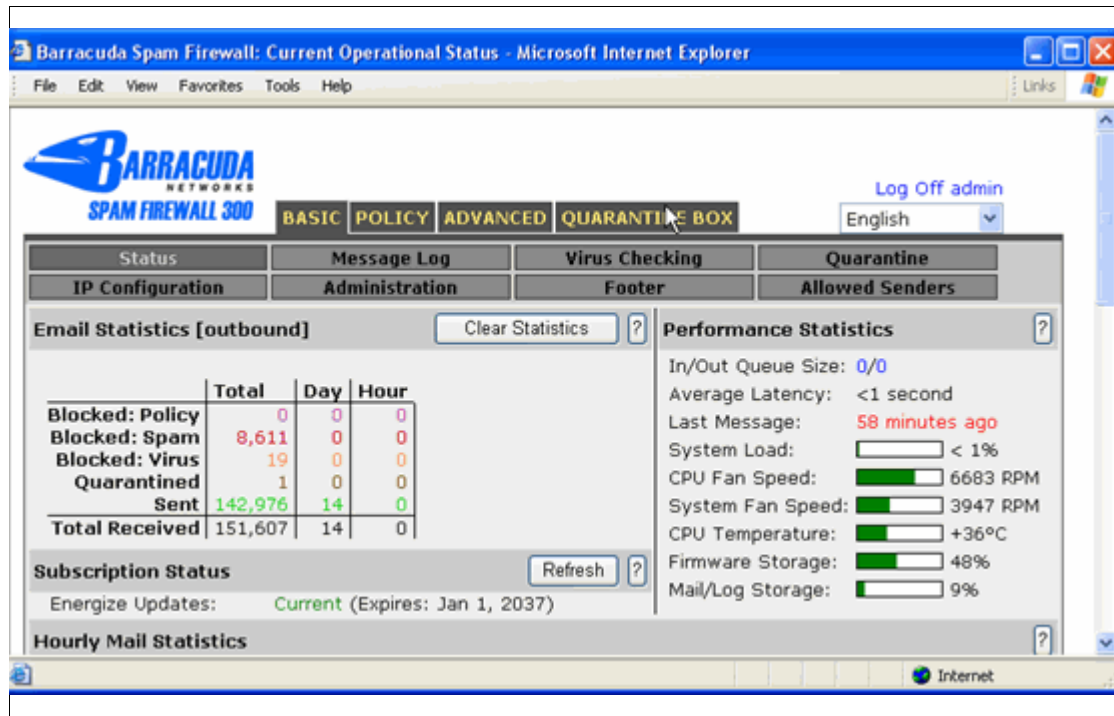 Barracuda Spam Firewall: Current Operational Status - Microsoft Internet Explorer
File Edit View Favorites Tools Help Links
BARRACUDA
NETWORKS
SPAM FIREWALL 300
Log Off admin
BASIC POLICY ADVANCED QUARANTINE BOX English
Status Message Log Virus Checking Quarantine
IP Configuration Administration Footer Allowed Senders
Email Statistics [outbound] Clear Statistics ?
Total Day Hour
Blocked: Policy 0 0 0
Blocked: Spam 8,611 0 0
Blocked: Virus 19 0 0
Quarantined 1 0 0
Sent 142,976 14 0
Total Received 151,607 14 0
Subscription Status Refresh ?
Energize Updates: Current (Expires: Jan 1, 2037)
Performance Statistics ?
In/Out Queue Size: 0/0
Average Latency: <1 second
Last Message: 58 minutes ago
System Load: < 1%
CPU Fan Speed: 6683 RPM
System Fan Speed: 3947 RPM
CPU Temperature: +36°C
Firmware Storage: 48%
Mail/Log Storage: 9%
Hourly Mail Statistics ?
Internet